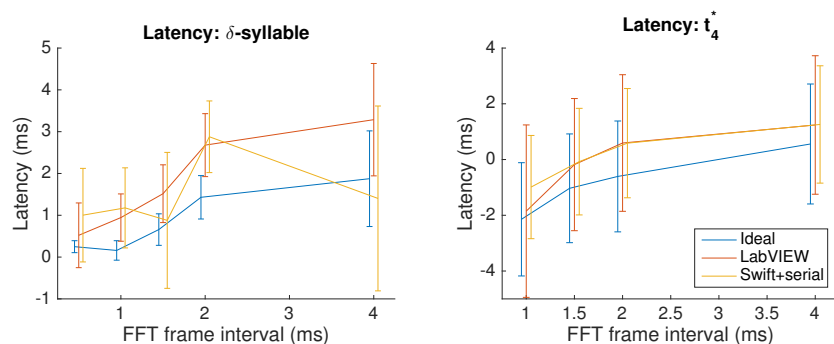 Latency: δ-syllable
Latency (ms)
5
4
3
2
1
0
-1
1
2
3
4
FFT frame interval (ms)
Latency: t*4
Latency (ms)
4
2
0
-2
-4
1
1.5
2
2.5
3
3.5
4
FFT frame interval (ms)
Ideal
LabVIEW
Swift+serial